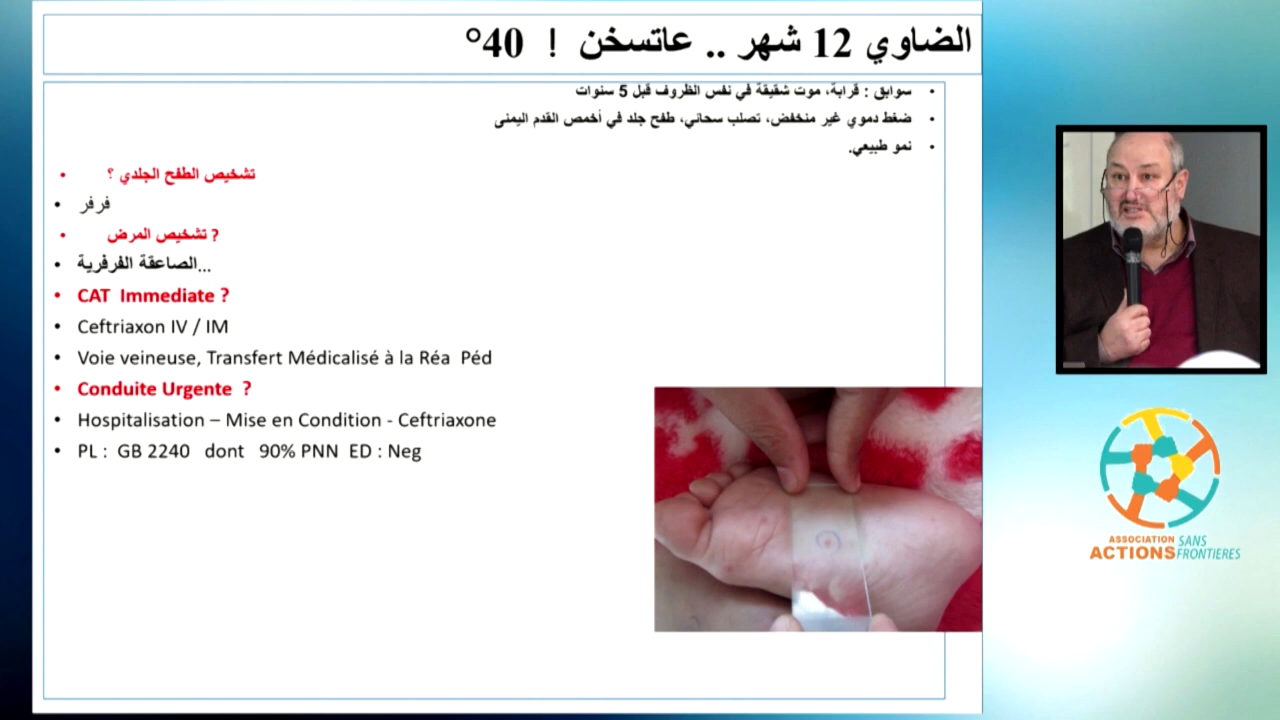 الضاوي 12 شهر .. عاتسخن ! 40°
سوابق : قرابة، موت شقيقة في نفس الظروف قبل 5 سنوات
ضغط دموي غير منخفض، تصلب سحائي، طفح جلد في أخمص القدم اليمنى
نمو طبيعي.
تشخيص الطفح الجلدي ؟
فرفر
تشخيص المرض ?
الصاعقة الفرفرية...
CAT Immediate ?
Ceftriaxon IV / IM
Voie veineuse, Transfert Médicalisé à la Réa Péd
Conduite Urgente ?
Hospitalisation – Mise en Condition - Ceftriaxone
PL : GB 2240 dont 90% PNN ED : Neg
ASSOCIATION SANS
ACTIONS FRONTIERES